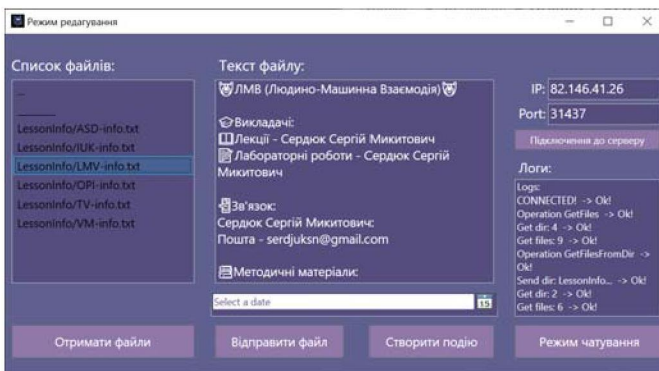 Режим редагування
Список файлів:
...
LessonInfo/ASD-info.txt
LessonInfo/IUK-info.txt
LessonInfo/LMV-info.txt
LessonInfo/OPI-info.txt
LessonInfo/TV-info.txt
LessonInfo/VM-info.txt
Текст файлу:
ЛМВ (Людино-Машинна Взаємодія)
Викладачі:
Лекції - Сердюк Сергій Микитович
Лабораторні роботи - Сердюк Сергій
Микитович
Зв'язок:
Сердюк Сергій Микитович:
Пошта - serdjuksn@gmail.com
Методичні матеріали:
Select a date
15
IP: 82.146.41.26
Port: 31437
Підключення до серверу
Логи:
Logs:
CONNECTED! -> Ok!
Operation GetFiles -> Ok!
Get dir: 4 -> Ok!
Get files: 9 -> Ok!
Operation GetFilesFromDir ->
Ok!
Send dir: LessonInfo... -> Ok!
Get dir: 2 -> Ok!
Get files: 6 -> Ok!
Отримати файли
Відправити файл
Створити подію
Режим чатування